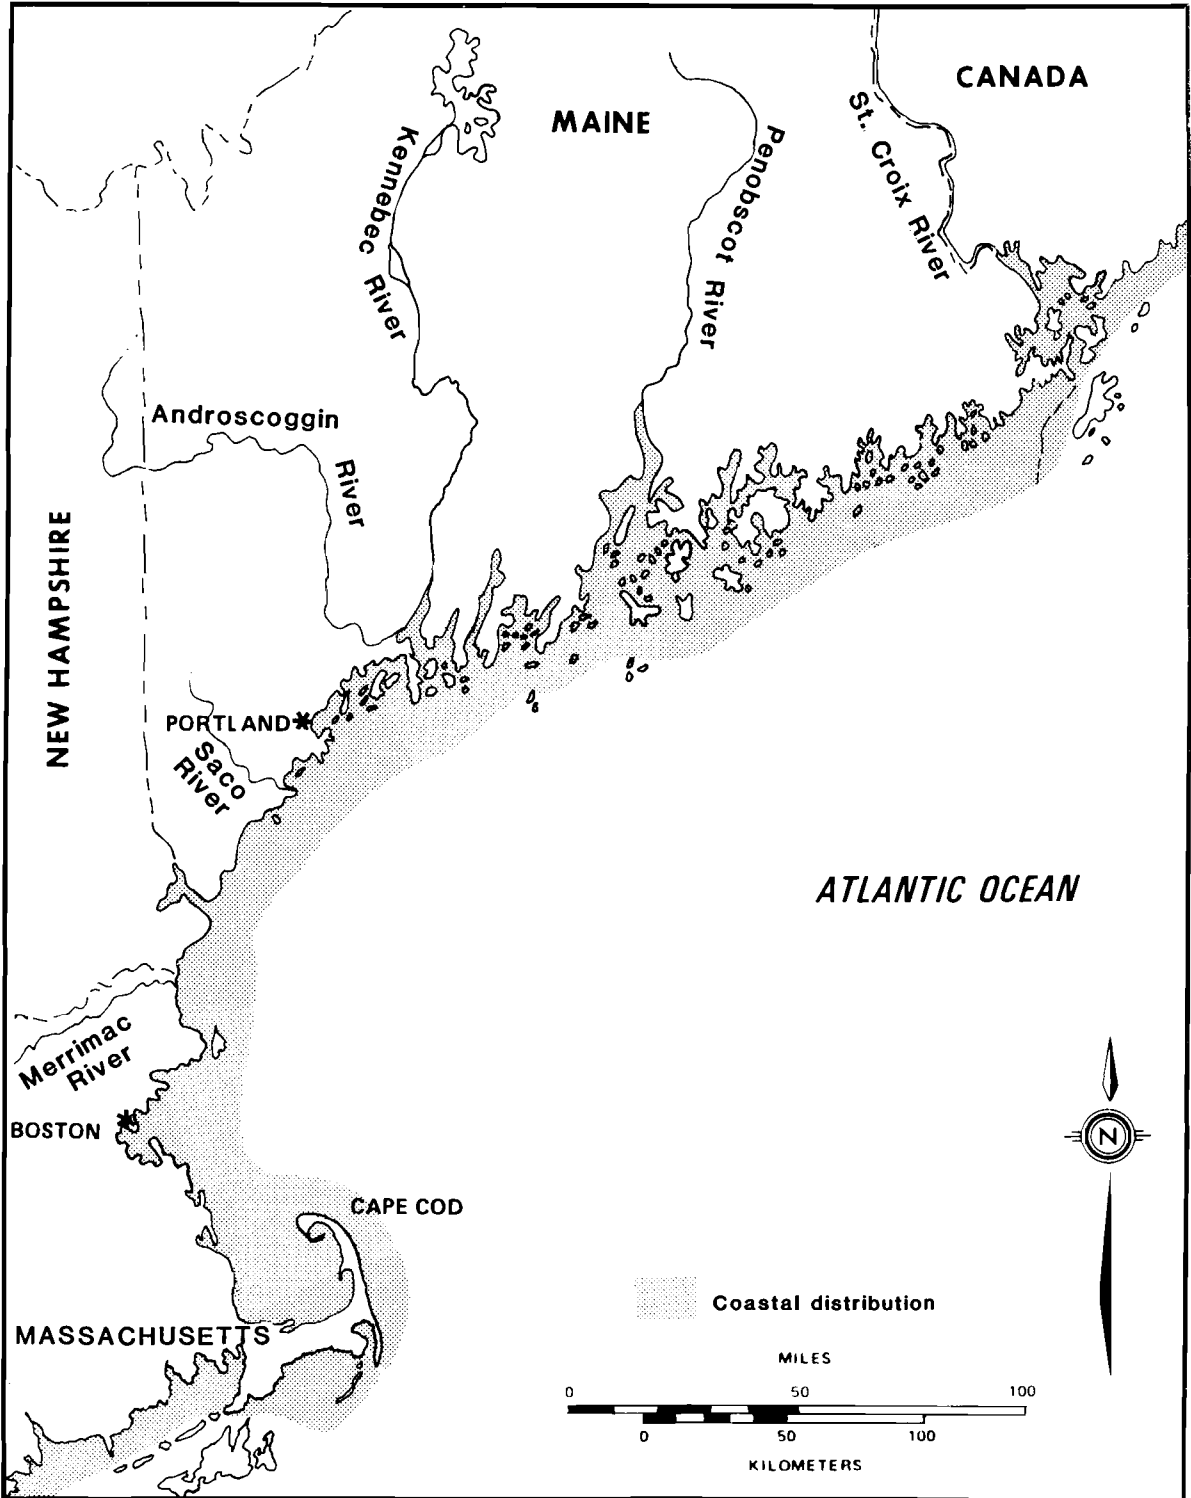 CANADA
MAINE
St. Croix River
Kennebec River
Penobscot River
Androscoggin
River
NEW HAMPSHIRE
PORTLAND
Saco
River
ATLANTIC OCEAN
Merrimac
River
BOSTON
N
CAPE COD
Coastal distribution
MASSACHUSETTS
MILES
0 50 100
0 50 100
KILOMETERS